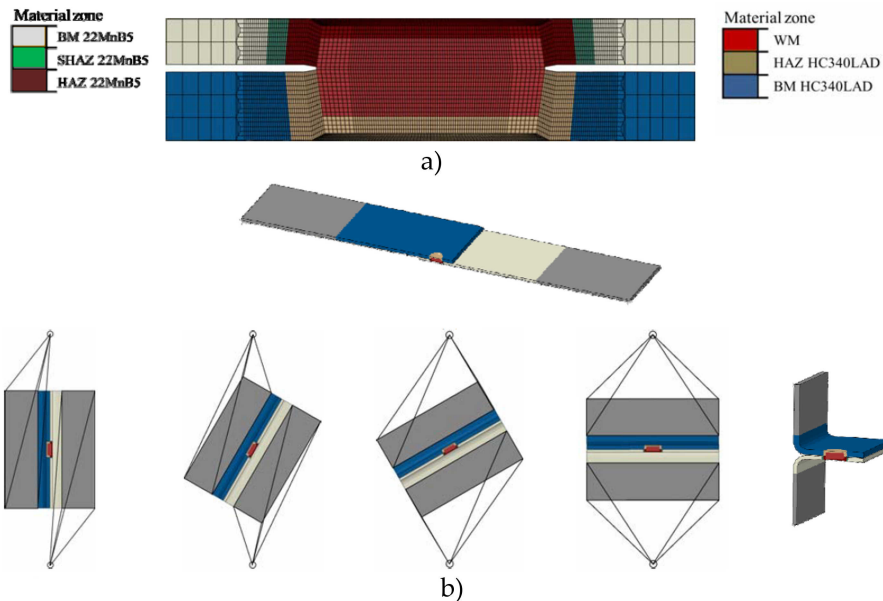 Material zone
BM 22MnB5
SHAZ 22MnB5
HAZ 22MnB5
Material zone
WM
HAZ HC340LAD
BM HC340LAD
a)
b)